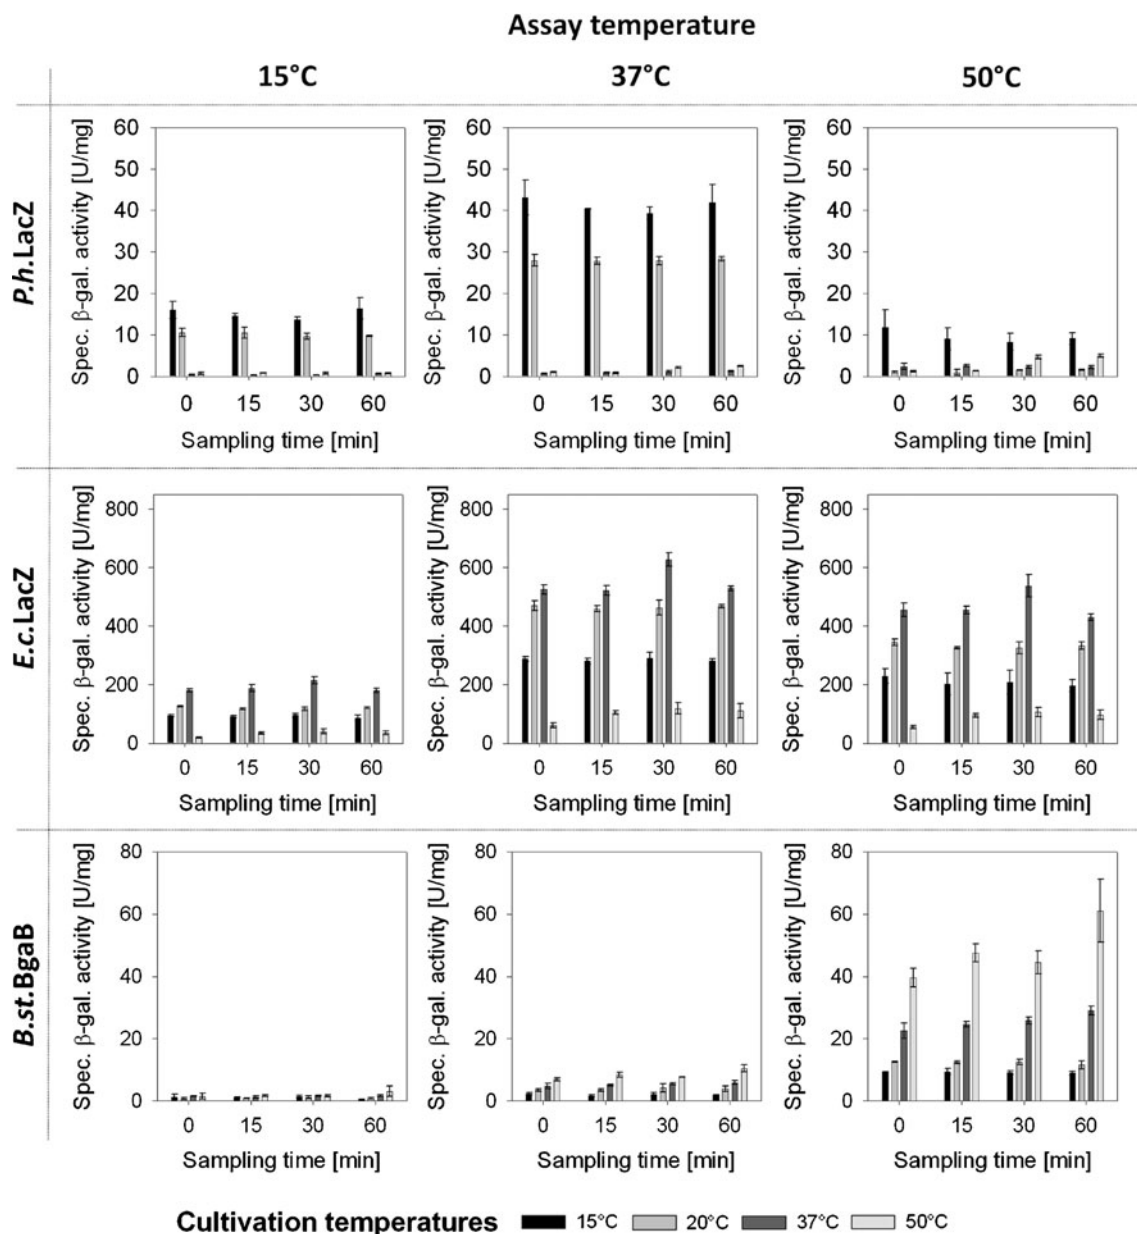 Assay temperature
15°C 37°C 50°C
P.h.LacZ
Spec. β-gal. activity [U/mg]
60
50
40
30
20
10
0
0 15 30 60
Sampling time [min]
Spec. β-gal. activity [U/mg]
60
50
40
30
20
10
0
0 15 30 60
Sampling time [min]
Spec. β-gal. activity [U/mg]
60
50
40
30
20
10
0
0 15 30 60
Sampling time [min]
E.c.LacZ
Spec. β-gal. activity [U/mg]
800
600
400
200
0
0 15 30 60
Sampling time [min]
Spec. β-gal. activity [U/mg]
800
600
400
200
0
0 15 30 60
Sampling time [min]
Spec. β-gal. activity [U/mg]
800
600
400
200
0
0 15 30 60
Sampling time [min]
B.st.BgaB
Spec. β-gal. activity [U/mg]
80
60
40
20
0
0 15 30 60
Sampling time [min]
Spec. β-gal. activity [U/mg]
80
60
40
20
0
0 15 30 60
Sampling time [min]
Spec. β-gal. activity [U/mg]
80
60
40
20
0
0 15 30 60
Sampling time [min]
Cultivation temperatures 15°C 20°C 37°C 50°C